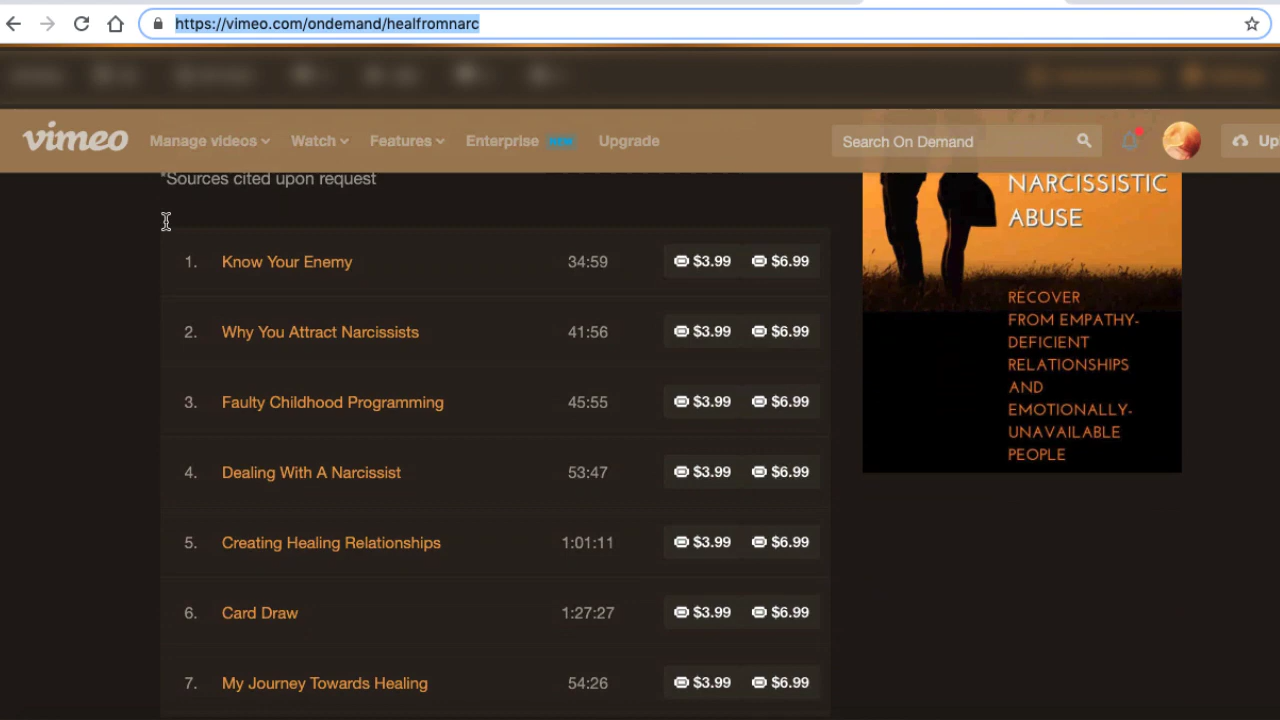 https://vimeo.com/ondemand/healfromnarc
vimeo Manage videos Watch Features Enterprise Upgrade Search On Demand
*Sources cited upon request
1. Know Your Enemy 34:59 $3.99 $6.99
2. Why You Attract Narcissists 41:56 $3.99 $6.99
3. Faulty Childhood Programming 45:55 $3.99 $6.99
4. Dealing With A Narcissist 53:47 $3.99 $6.99
5. Creating Healing Relationships 1:01:11 $3.99 $6.99
6. Card Draw 1:27:27 $3.99 $6.99
7. My Journey Towards Healing 54:26 $3.99 $6.99
NARCISSISTIC
ABUSE
RECOVER
FROM EMPATHY-
DEFICIENT
RELATIONSHIPS
AND
EMOTIONALLY-
UNAVAILABLE
PEOPLE